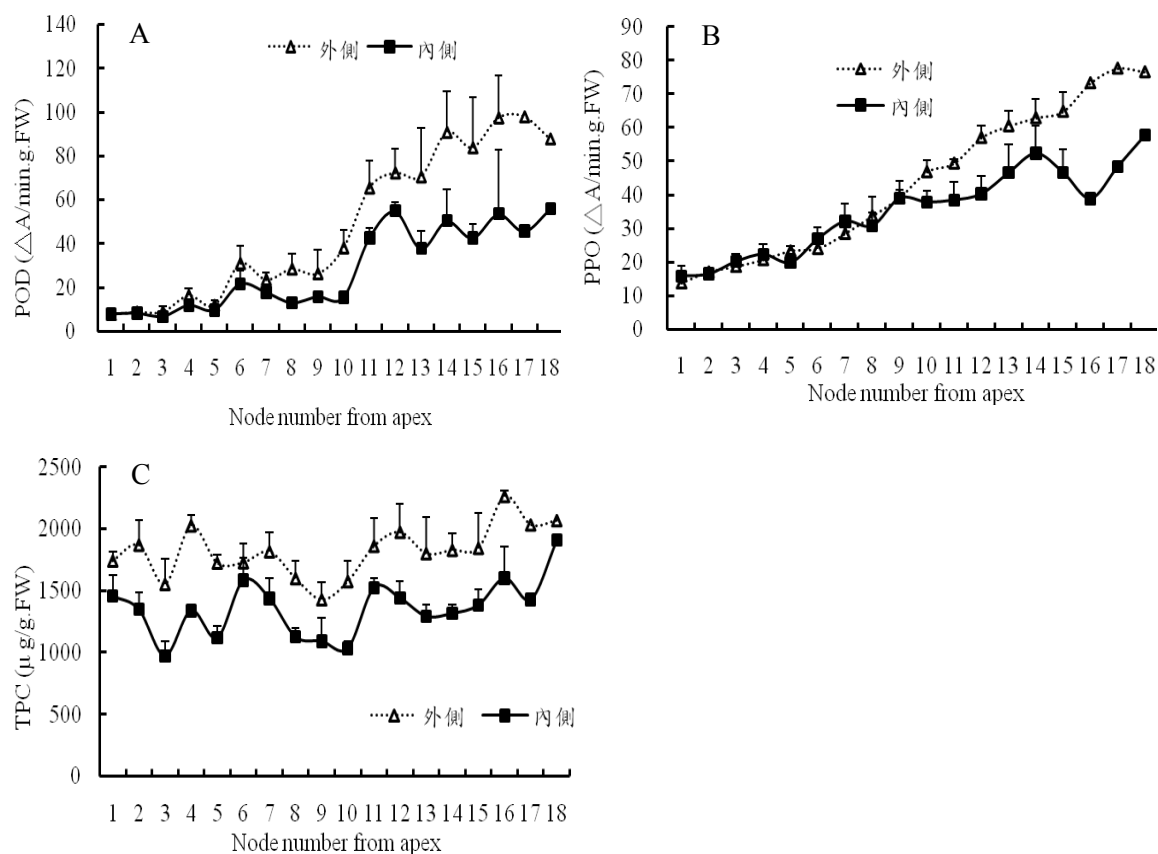 A
外側 內側
POD (△A/min.g.FW)
140
120
100
80
60
40
20
0
1 2 3 4 5 6 7 8 9 10 11 12 13 14 15 16 17 18
Node number from apex
B
外側
內側
PPO (△A/min.g.FW)
90
80
70
60
50
40
30
20
10
0
1 2 3 4 5 6 7 8 9 10 11 12 13 14 15 16 17 18
Node number from apex
C
TPC (μg/g.FW)
2500
2000
1500
1000
500
0
外側 內側
1 2 3 4 5 6 7 8 9 10 11 12 13 14 15 16 17 18
Node number from apex